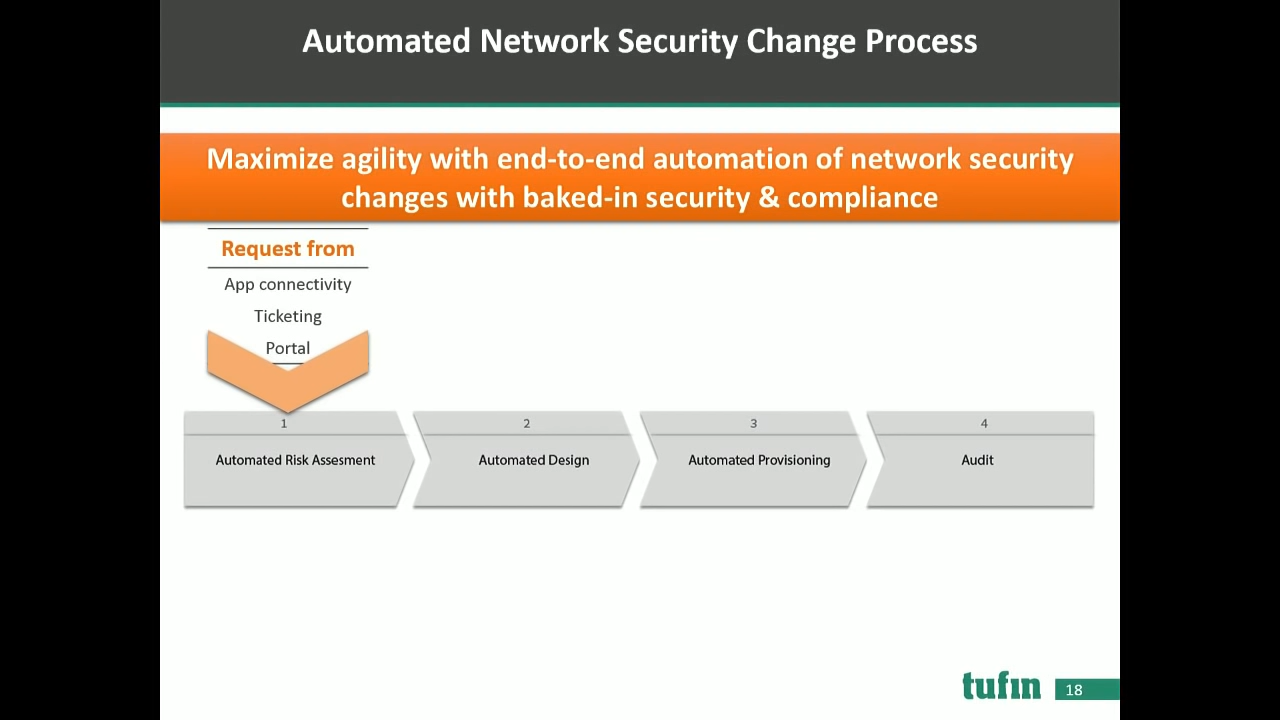 Automated Network Security Change Process
Maximize agility with end-to-end automation of network security
changes with baked-in security & compliance
Request from
App connectivity
Ticketing
Portal
1
Automated Risk Assesment
2
Automated Design
3
Automated Provisioning
4
Audit
tufin
18